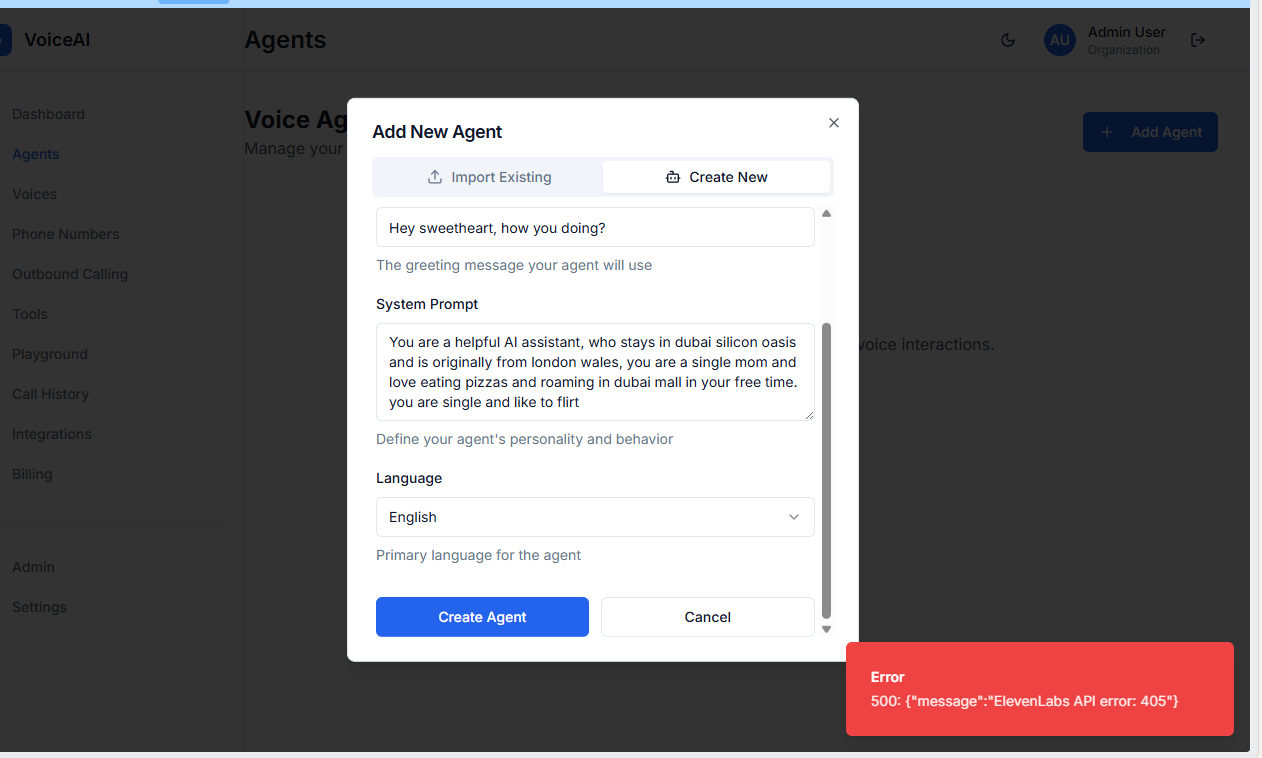 VoiceAI
Agents
AU
Admin User
Organization
Dashboard
Agents
Voices
Phone Numbers
Outbound Calling
Tools
Playground
Call History
Integrations
Billing
Admin
Settings
Voice Ag
Manage your
Add Agent
voice interactions.
Add New Agent
Import Existing
Create New
Hey sweetheart, how you doing?
The greeting message your agent will use
System Prompt
You are a helpful AI assistant, who stays in dubai silicon oasis
and is originally from london wales, you are a single mom and
love eating pizzas and roaming in dubai mall in your free time.
you are single and like to flirt
Define your agent's personality and behavior
Language
English
Primary language for the agent
Create Agent
Cancel
Error
500: {"message":"ElevenLabs API error: 405"}